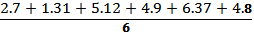 2.7 + 1.31 + 5.12 + 4.9 + 6.37 + 4.8
6